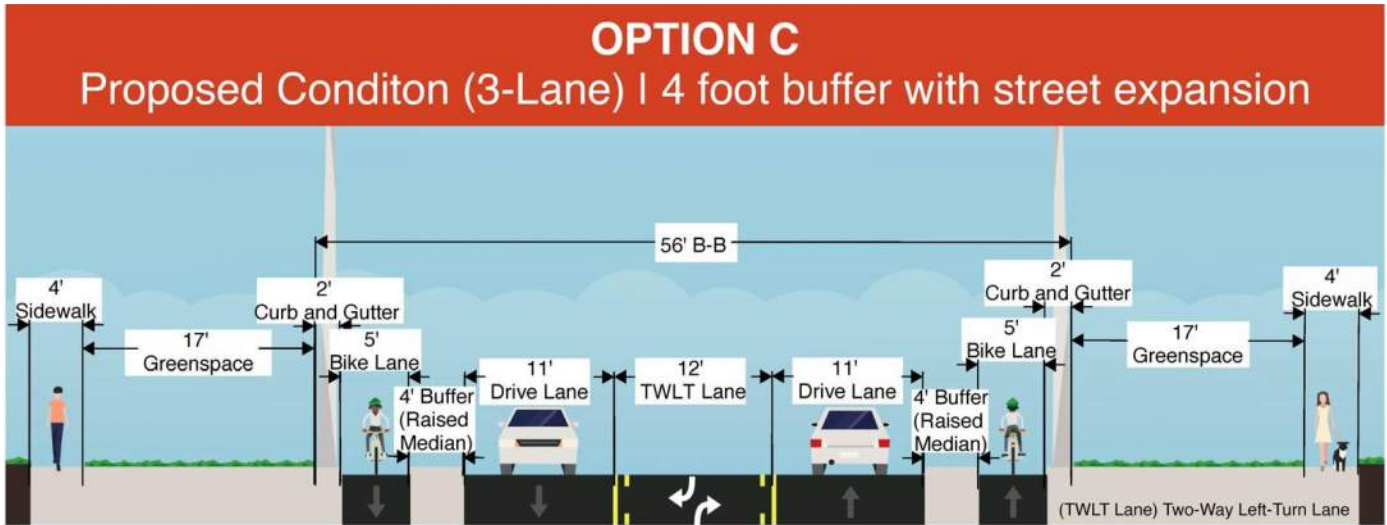 OPTION C
Proposed Conditon (3-Lane) | 4 foot buffer with street expansion
56' B-B
4'
Sidewalk
17'
Greenspace
2'
Curb and Gutter
5'
Bike Lane
4' Buffer
(Raised
Median)
11'
Drive Lane
12'
TWLT Lane
11'
Drive Lane
4' Buffer
(Raised
Median)
5'
Bike Lane
2'
Curb and Gutter
17'
Greenspace
4'
Sidewalk
(TWLT Lane) Two-Way Left-Turn Lane